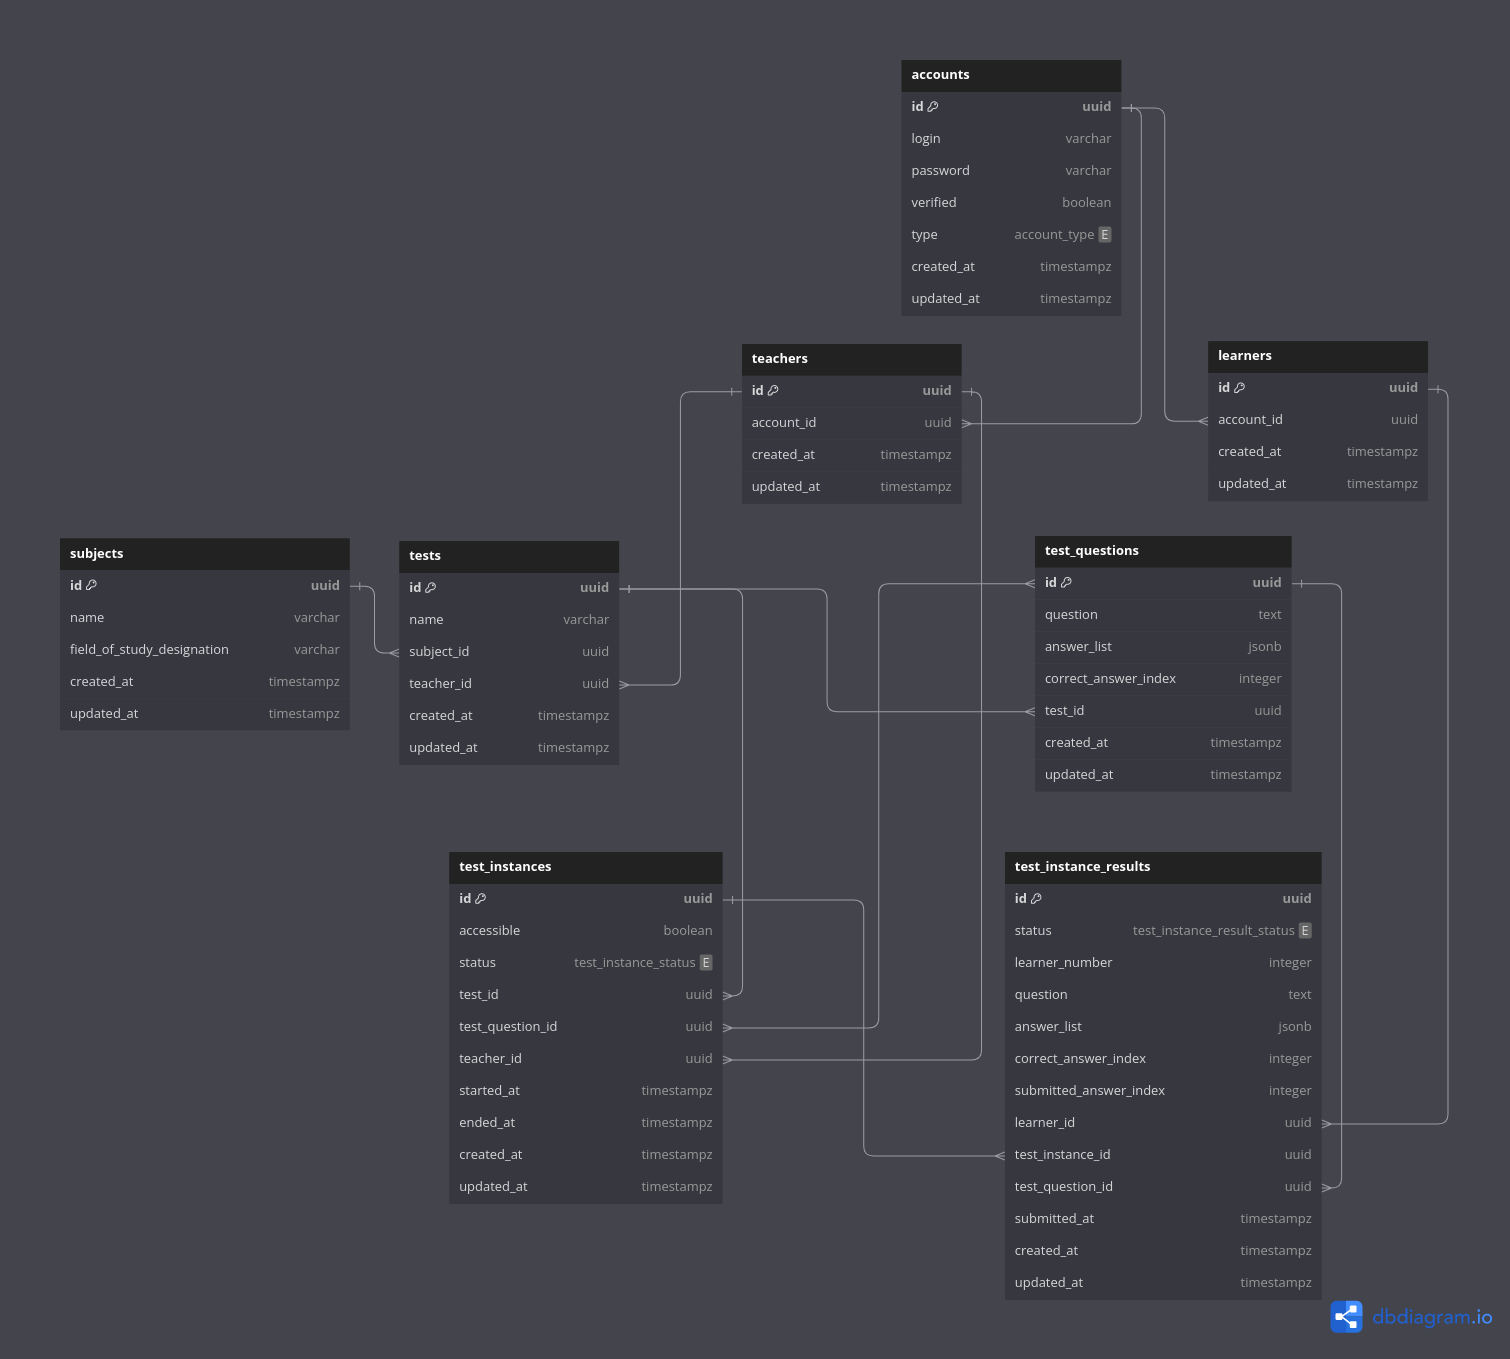 accounts
id uuid
login varchar
password varchar
verified boolean
type account_type E
created_at timestampz
updated_at timestampz
teachers
id uuid
account_id uuid
created_at timestampz
updated_at timestampz
learners
id uuid
account_id uuid
created_at timestampz
updated_at timestampz
subjects
id uuid
name varchar
field_of_study_designation varchar
created_at timestampz
updated_at timestampz
tests
id uuid
name varchar
subject_id uuid
teacher_id uuid
created_at timestampz
updated_at timestampz
test_questions
id uuid
question text
answer_list jsonb
correct_answer_index integer
test_id uuid
created_at timestampz
updated_at timestampz
test_instances
id uuid
accessible boolean
status test_instance_status E
test_id uuid
test_question_id uuid
teacher_id uuid
started_at timestampz
ended_at timestampz
created_at timestampz
updated_at timestampz
test_instance_results
id uuid
status test_instance_result_status E
learner_number integer
question text
answer_list jsonb
correct_answer_index integer
submitted_answer_index integer
learner_id uuid
test_instance_id uuid
test_question_id uuid
submitted_at timestampz
created_at timestampz
updated_at timestampz
dbdiagram.io